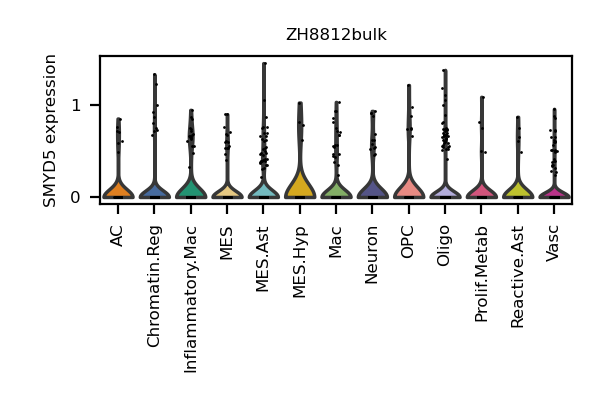 ZH8812bulk
SMYD5 expression
1
0
AC
Chromatin.Reg
Inflammatory.Mac
MES
MES.Ast
MES.Hyp
Mac
Neuron
OPC
Oligo
Prolif.Metab
Reactive.Ast
Vasc